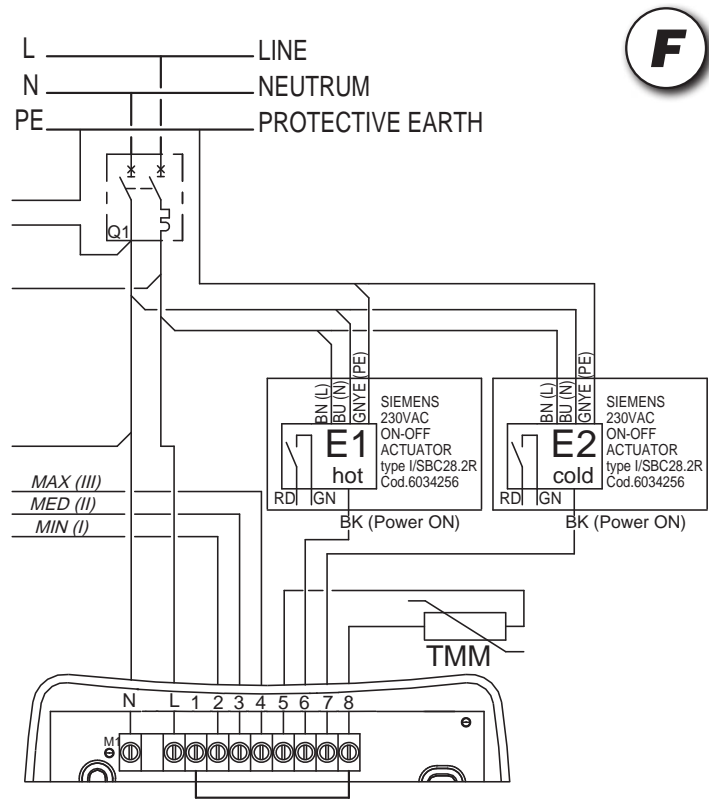 F
L LINE
N NEUTRUM
PE PROTECTIVE EARTH
Q1
BN (L)
BU (N)
GNYE (PE)
E1
hot
RD GN
SIEMENS
230VAC
ON-OFF
ACTUATOR
type I/SBC28.2R
Cod.6034256
BK (Power ON)
BN (L)
BU (N)
GNYE (PE)
E2
cold
RD GN
SIEMENS
230VAC
ON-OFF
ACTUATOR
type I/SBC28.2R
Cod.6034256
BK (Power ON)
MAX (III)
MED (II)
MIN (I)
TMM
N L 1 2 3 4 5 6 7 8
M1